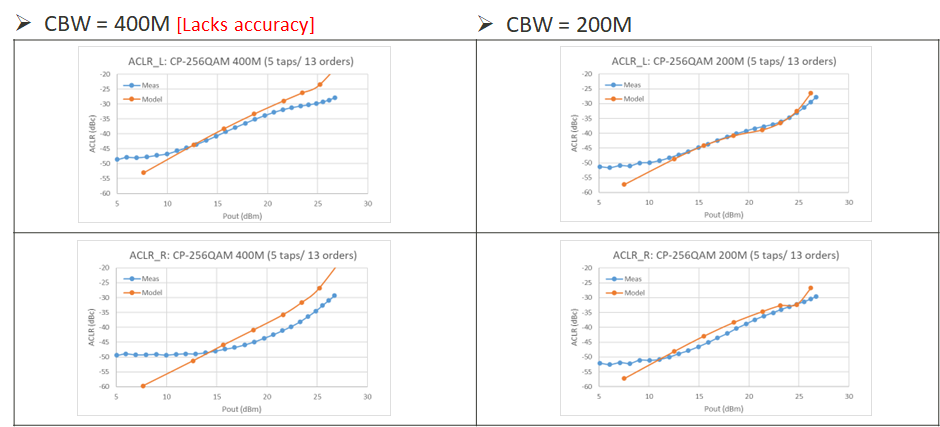 ➢ CBW = 400M [Lacks accuracy]
➢ CBW = 200M
ACLR_L: CP-256QAM 400M (5 taps/ 13 orders)
-20
-25
-30
-35
-40
-45
-50
-55
-60
ACLR (dBc)
Meas
Model
5 10 15 20 25 30
Pout (dBm)
ACLR_L: CP-256QAM 200M (5 taps/ 13 orders)
-20
-25
-30
-35
-40
-45
-50
-55
-60
ACLR (dBc)
Meas
Model
5 10 15 20 25 30
Pout (dBm)
ACLR_R: CP-256QAM 400M (5 taps/ 13 orders)
-20
-25
-30
-35
-40
-45
-50
-55
-60
ACLR (dBc)
Meas
Model
5 10 15 20 25 30
Pout (dBm)
ACLR_R: CP-256QAM 200M (5 taps/ 13 orders)
-20
-25
-30
-35
-40
-45
-50
-55
-60
ACLR (dBc)
Meas
Model
5 10 15 20 25 30
Pout (dBm)